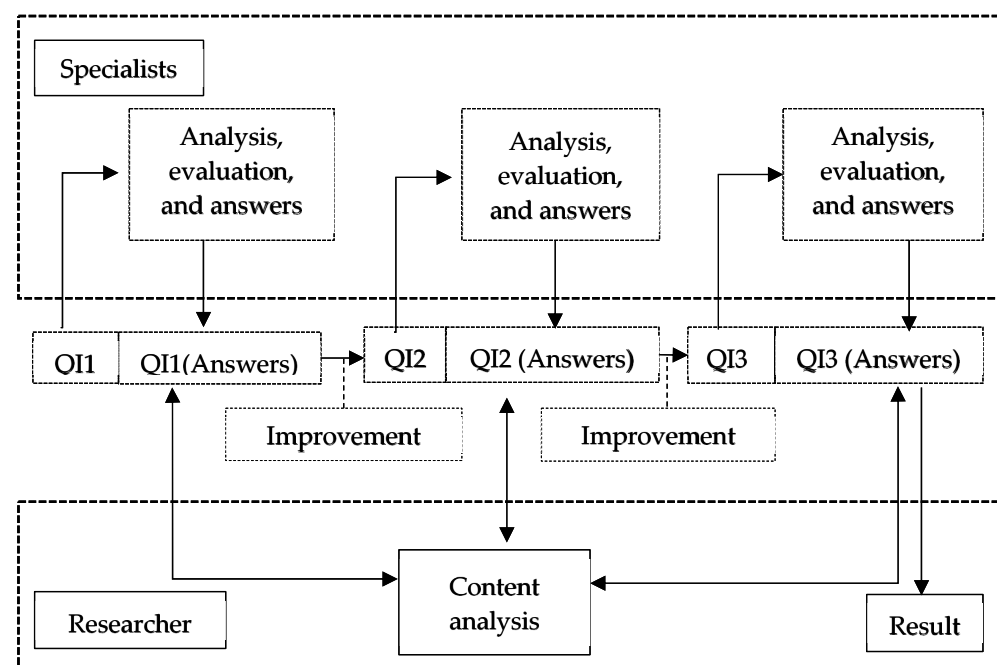 Specialists
Analysis,
evaluation,
and answers
Analysis,
evaluation,
and answers
Analysis,
evaluation,
and answers
QI1
QI1(Answers)
QI2
QI2 (Answers)
QI3
QI3 (Answers)
Improvement
Improvement
Content
analysis
Researcher
Result